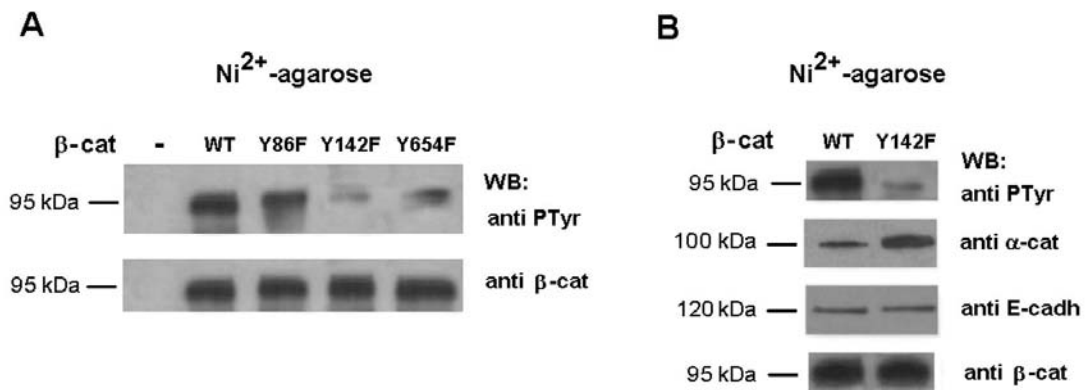 A
Ni²⁺-agarose
β-cat - WT Y86F Y142F Y654F
WB:
95 kDa
anti PTyr
95 kDa
anti β-cat
B
Ni²⁺-agarose
β-cat WT Y142F
WB:
95 kDa
anti PTyr
100 kDa
anti α-cat
120 kDa
anti E-cadh
95 kDa
anti β-cat